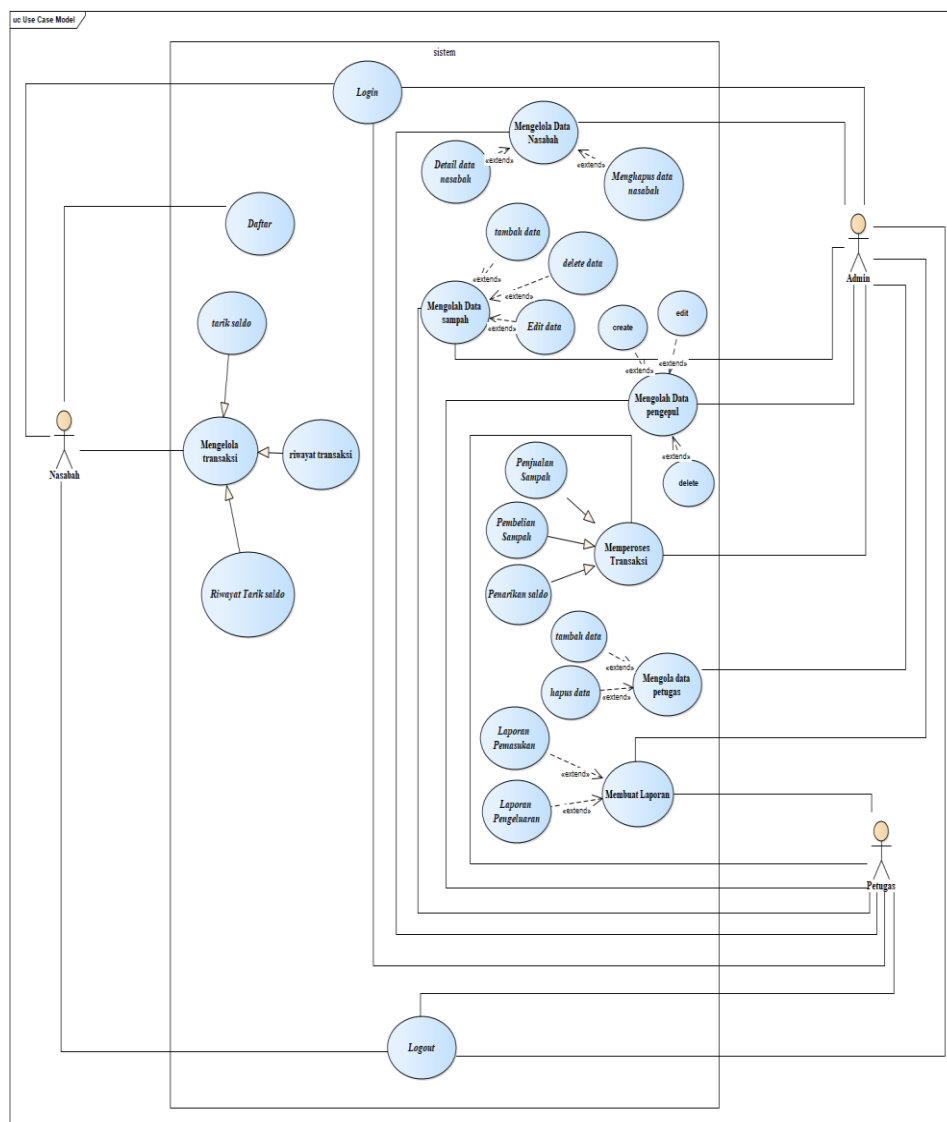 uc Use Case Model
sistem
Login
Mengelola Data
Nasabah
Detail data
nasabah
«extend»
«extend»
Menghapus data
nasabah
Daftar
tambah data
«extend»
delete data
«extend»
Mengolah Data
sampah
Edit data
«extend»
Admin
create
edit
«extend»
«extend»
Mengolah Data
pengepul
«extend»
delete
tarik saldo
Mengelola
transaksi
riwayat transaksi
Riwayat Tarik saldo
Nasabah
Penjualan
Sampah
Pembelian
Sampah
Penarikan saldo
Memperoses
Transaksi
tambah data
«extend»
hapus data
«extend»
Mengola data
petugas
Laporan
Pemasukan
«extend»
Laporan
Pengeluaran
«extend»
Membuat Laporan
Petugas
Logout